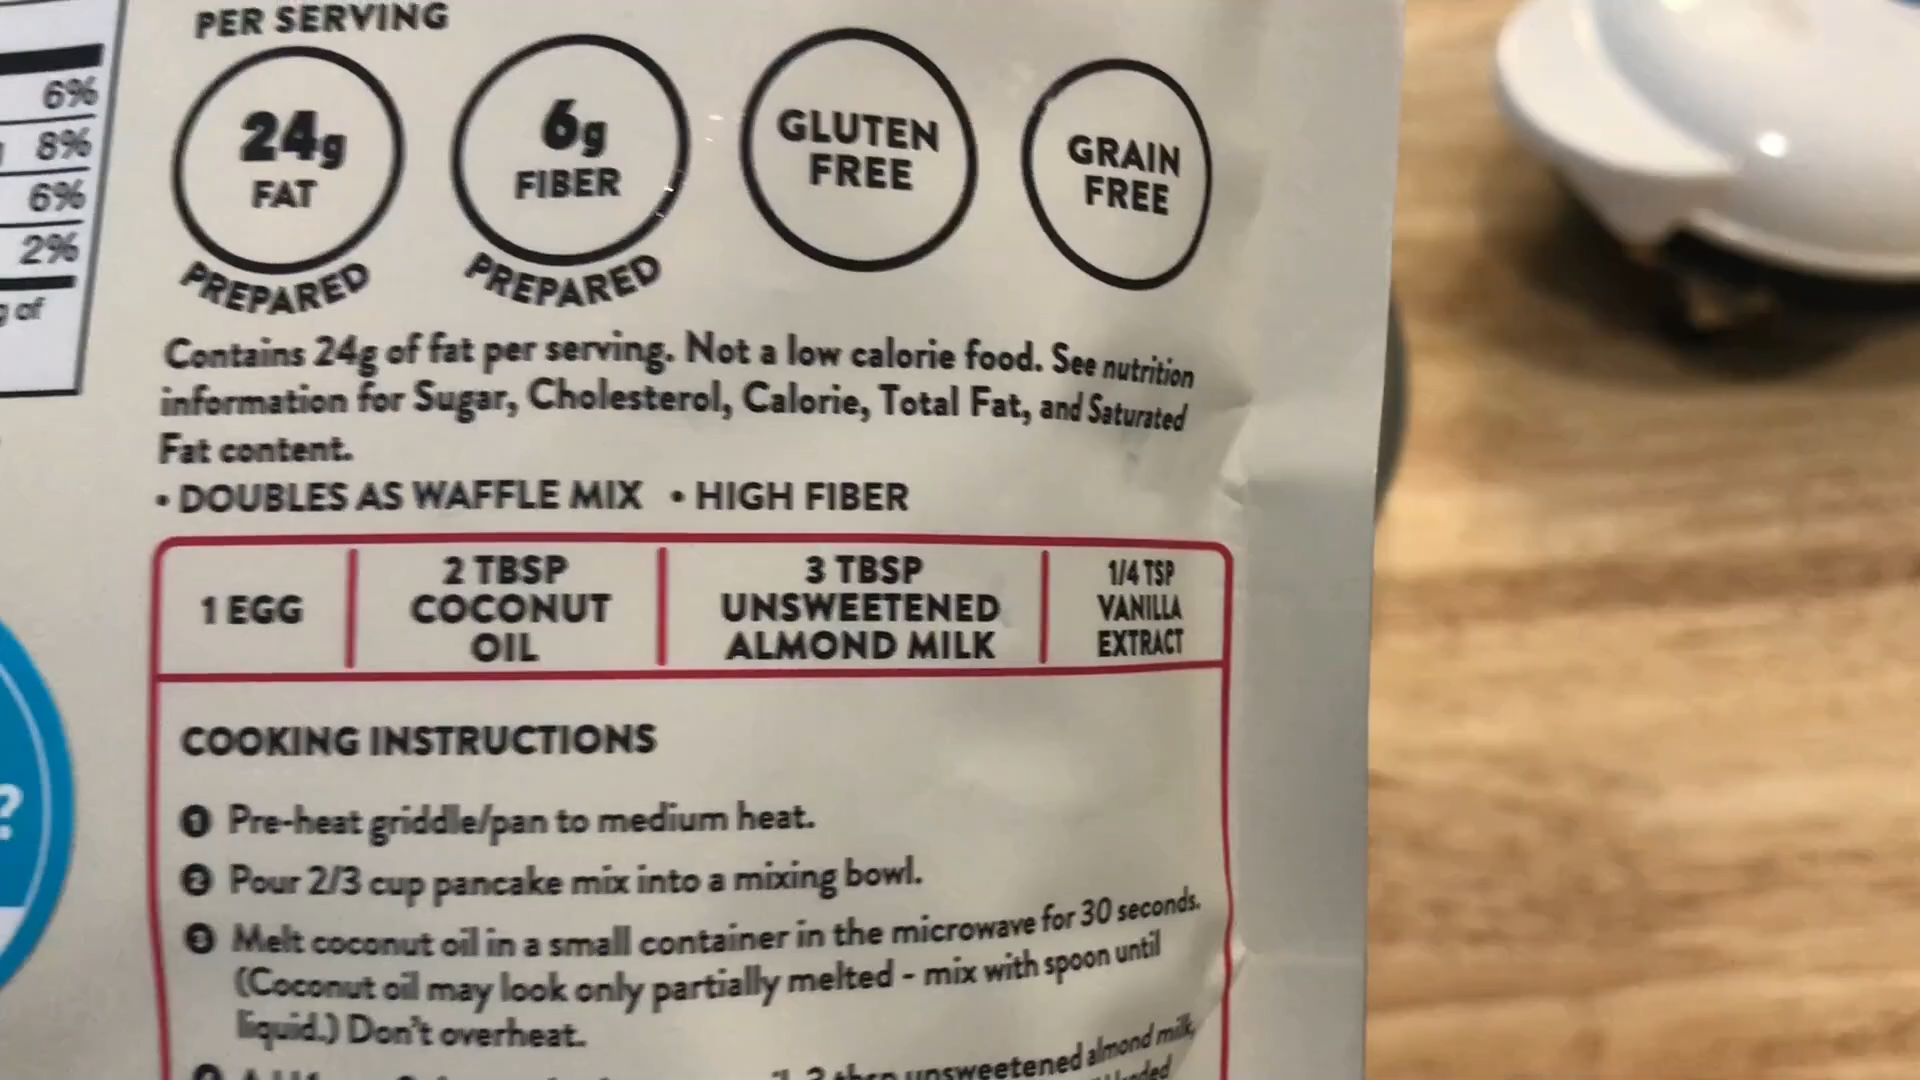 PER SERVING
24g
FAT
PREPARED
6g
FIBER
PREPARED
GLUTEN
FREE
GRAIN
FREE
6%
8%
6%
2%
of
Contains 24g of fat per serving. Not a low calorie food. See nutrition
information for Sugar, Cholesterol, Calorie, Total Fat, and Saturated
Fat content.
• DOUBLES AS WAFFLE MIX • HIGH FIBER
1 EGG
2 TBSP
COCONUT
OIL
3 TBSP
UNSWEETENED
ALMOND MILK
1/4 TSP
VANILLA
EXTRACT
COOKING INSTRUCTIONS
1 Pre-heat griddle/pan to medium heat.
2 Pour 2/3 cup pancake mix into a mixing bowl.
3 Melt coconut oil in a small container in the microwave for 30 seconds.
(Coconut oil may look only partially melted - mix with spoon until
liquid.) Don't overheat.
unsweetened almond milk,
?